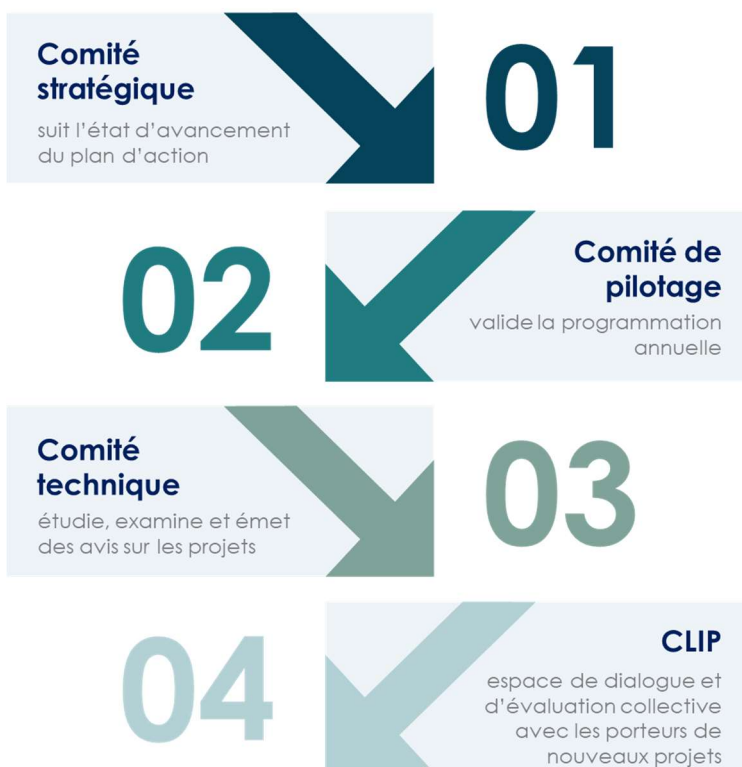 Comité
stratégique
suit l'état d'avancement
du plan d'action
01
02
Comité de
pilotage
valide la programmation
annuelle
Comité
technique
étudie, examine et émet
des avis sur les projets
03
04
CLIP
espace de dialogue et
d'évaluation collective
avec les porteurs de
nouveaux projets